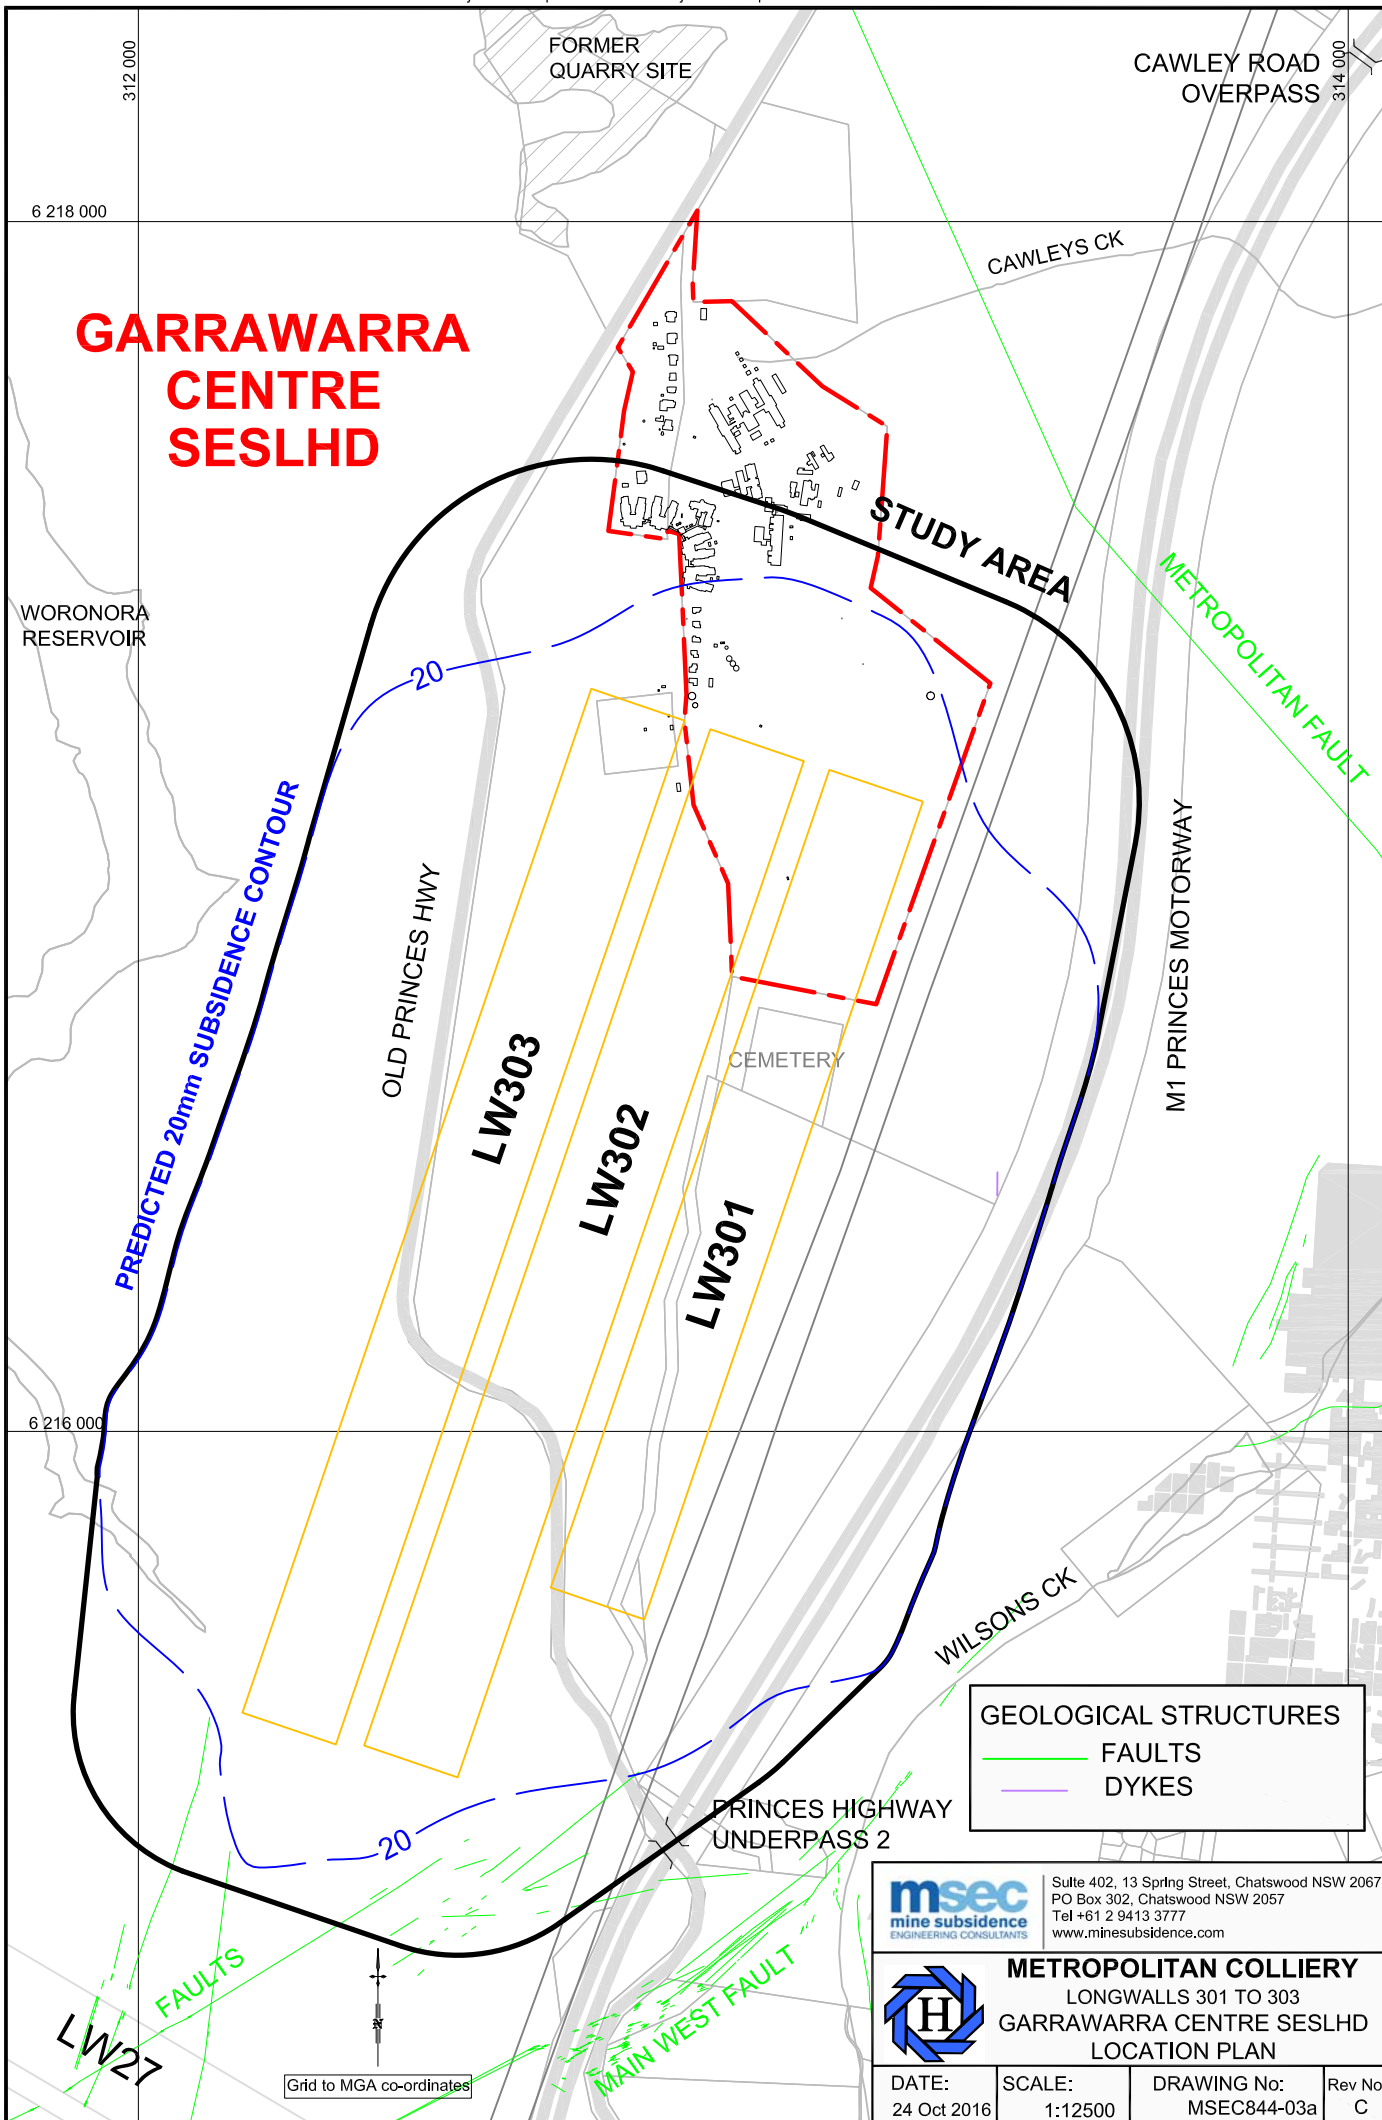 FORMER
QUARRY SITE
CAWLEY ROAD
OVERPASS
312 000
314 000
6 218 000
CAWLEYS CK
GARRAWARRA
CENTRE
SESLHD
STUDY AREA
WORONORA
RESERVOIR
METROPOLITAN FAULT
20
PREDICTED 20mm SUBSIDENCE CONTOUR
OLD PRINCES HWY
M1 PRINCES MOTORWAY
CEMETERY
LW303
LW302
LW301
6 216 000
WILSONS CK
GEOLOGICAL STRUCTURES
FAULTS
DYKES
PRINCES HIGHWAY
UNDERPASS 2
20
FAULTS
MAIN WEST FAULT
LW27
N
Grid to MGA co-ordinates
msec
mine subsidence
ENGINEERING CONSULTANTS
Suite 402, 13 Spring Street, Chatswood NSW 2067
PO Box 302, Chatswood NSW 2057
Tel +61 2 9413 3777
www.minesubsidence.com
H
METROPOLITAN COLLIERY
LONGWALLS 301 TO 303
GARRAWARRA CENTRE SESLHD
LOCATION PLAN
DATE:
24 Oct 2016
SCALE:
1:12500
DRAWING No:
MSEC844-03a
Rev No
C